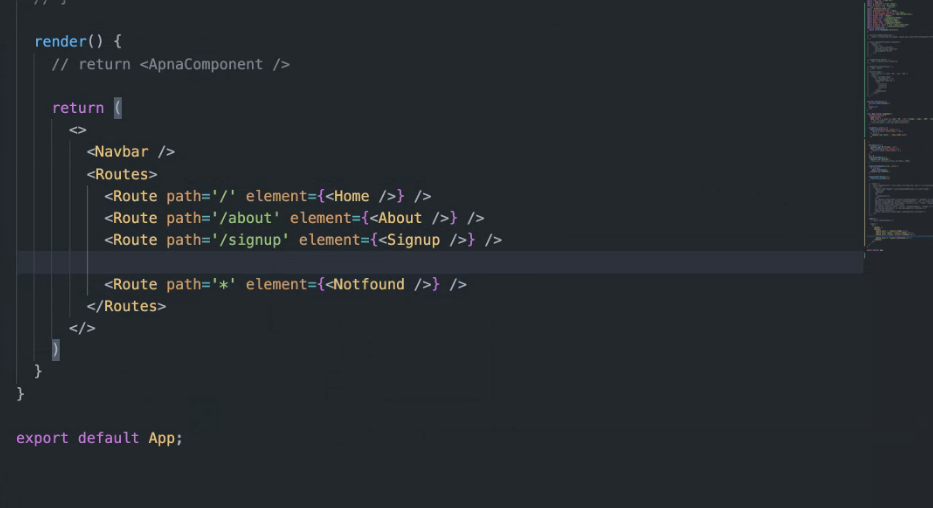 render() {
// return <ApnaComponent />
return (
<>
<Navbar />
<Routes>
<Route path='/' element={<Home />} />
<Route path='/about' element={<About />} />
<Route path='/signup' element={<Signup />} />
<Route path='*' element={<Notfound />} />
</Routes>
</>
)
}
}
export default App;